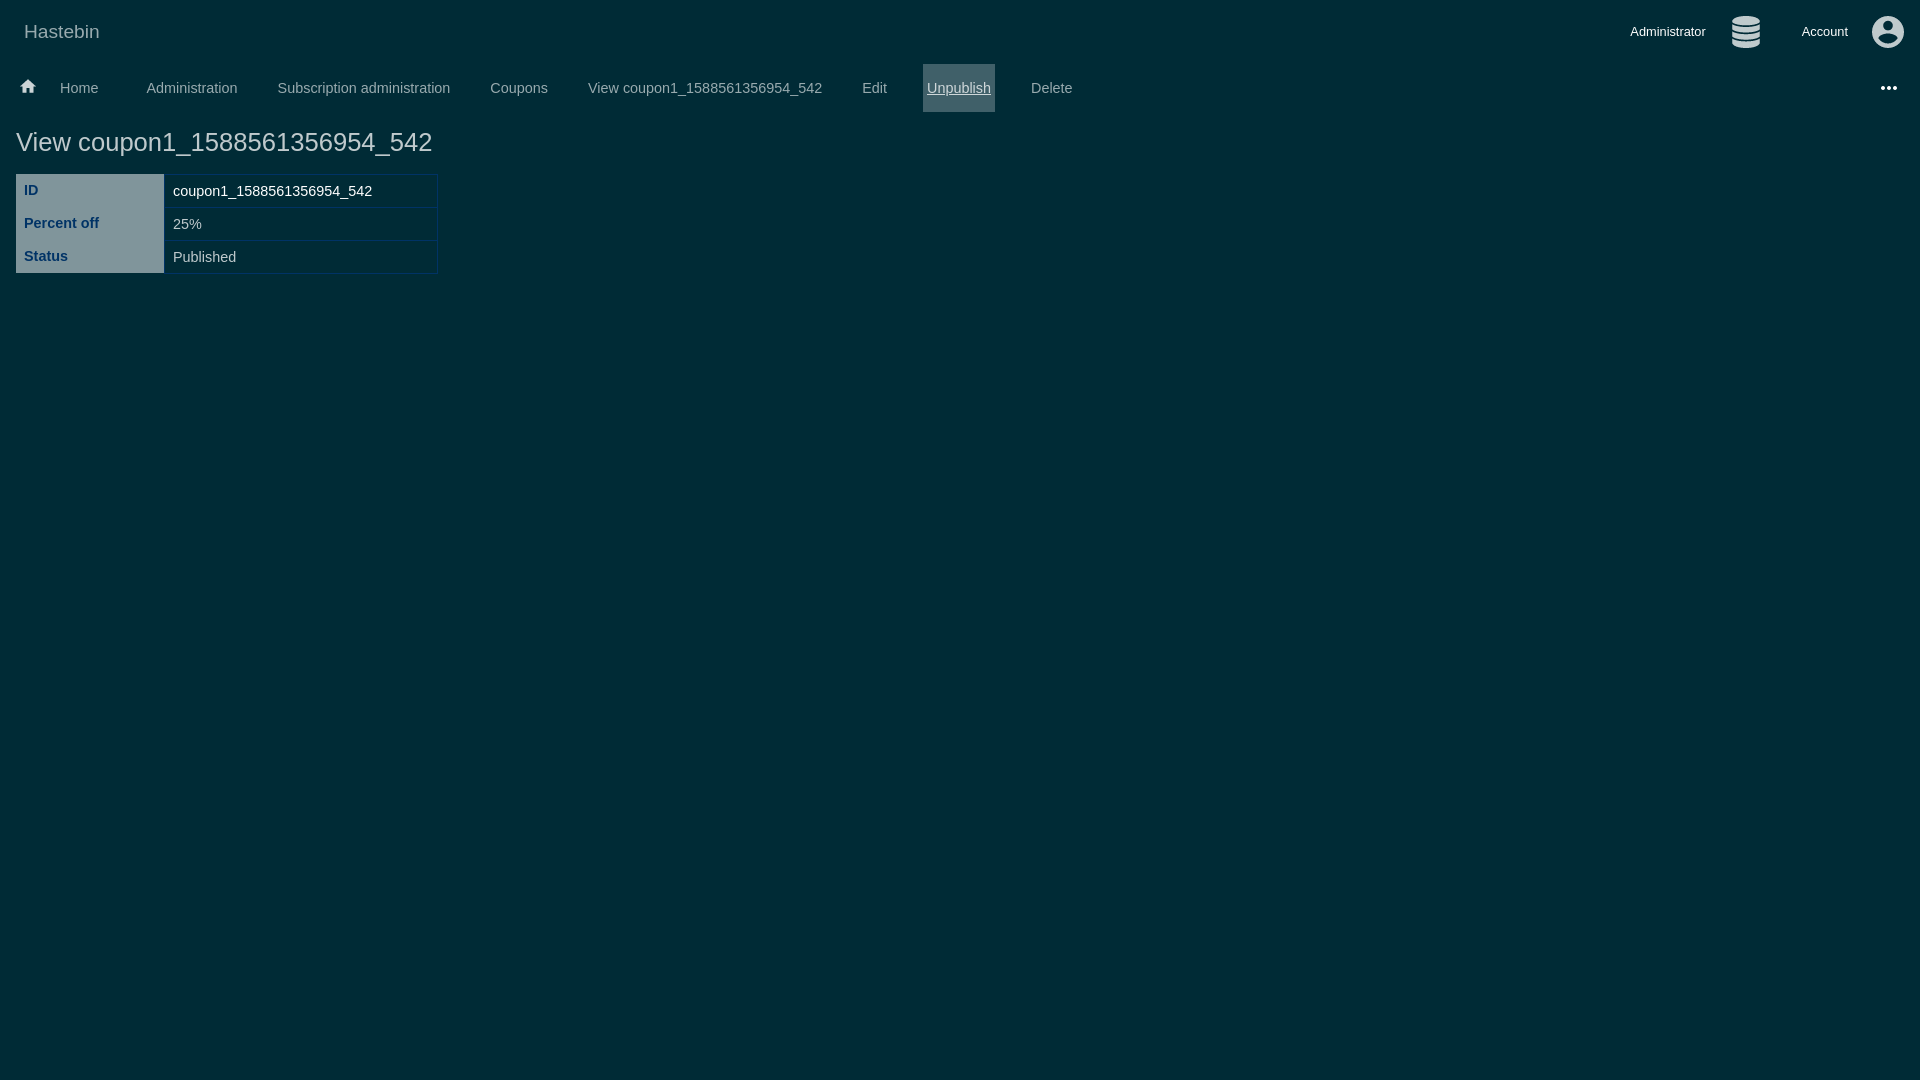 Hastebin
Administrator
Account
Home
Administration
Subscription administration
Coupons
View coupon1_1588561356954_542
Edit
Unpublish
Delete
View coupon1_1588561356954_542
ID
coupon1_1588561356954_542
Percent off
25%
Status
Published